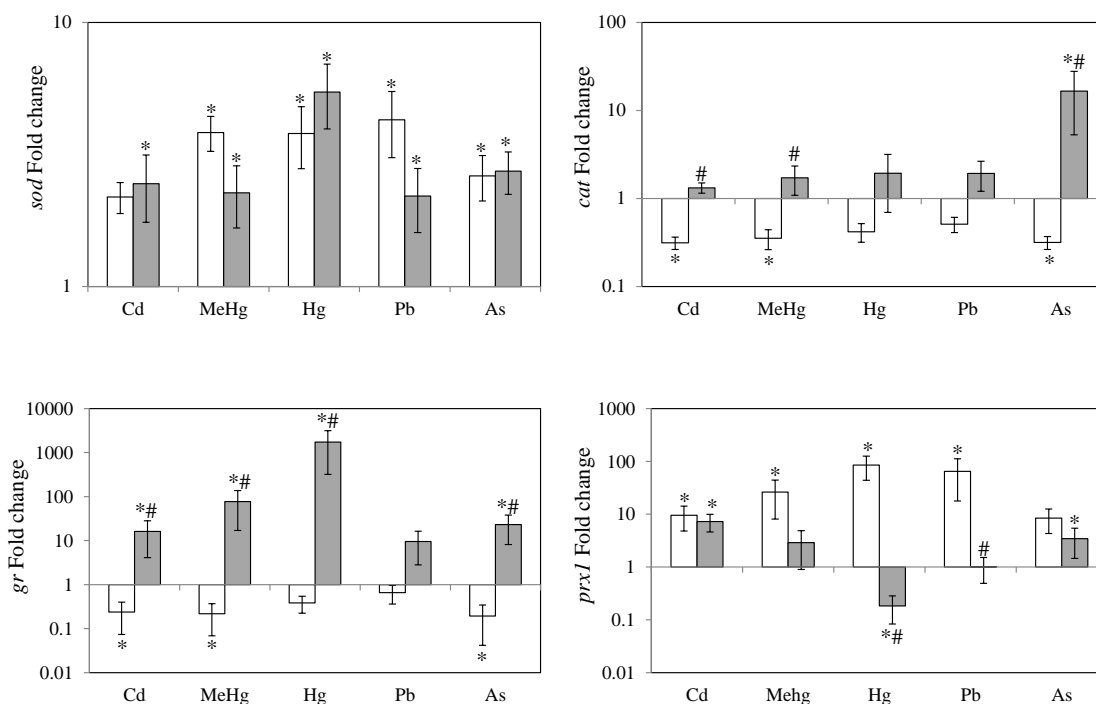 10
* * * * * * * * *
sod Fold change
1
Cd MeHg Hg Pb As
100
*#
10
# #
cat Fold change
1
* * *
0.1
Cd MeHg Hg Pb As
10000
*#
1000
*# *# *#
100
10
gr Fold change
1
0.1
* * *
0.01
Cd MeHg Hg Pb As
1000
* * *
100
* * *
10
#
prx1 Fold change
1
0.1
*#
0.01
Cd Mehg Hg Pb As